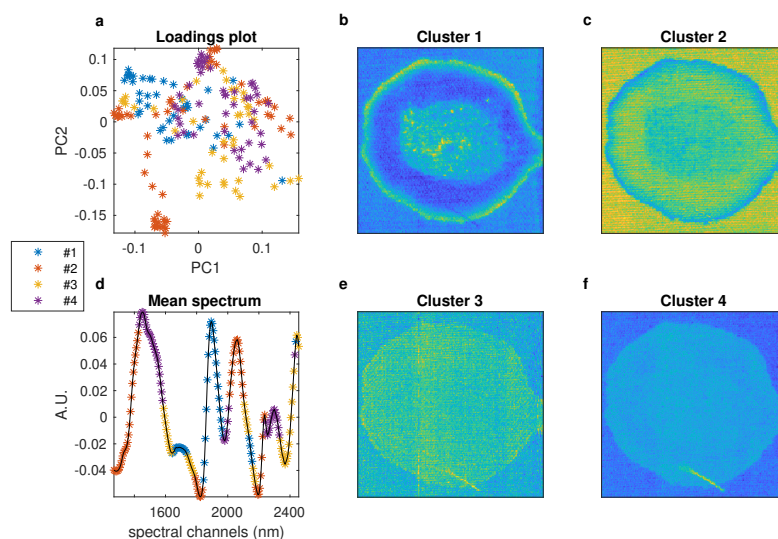 a
Loadings plot
0.1
0.05
0
-0.05
-0.1
-0.15
PC2
-0.1
0
0.1
PC1
b
Cluster 1
c
Cluster 2
#1
#2
#3
#4
d
Mean spectrum
0.06
0.04
0.02
0
-0.02
-0.04
A.U.
1600
2000
2400
spectral channels (nm)
e
Cluster 3
f
Cluster 4